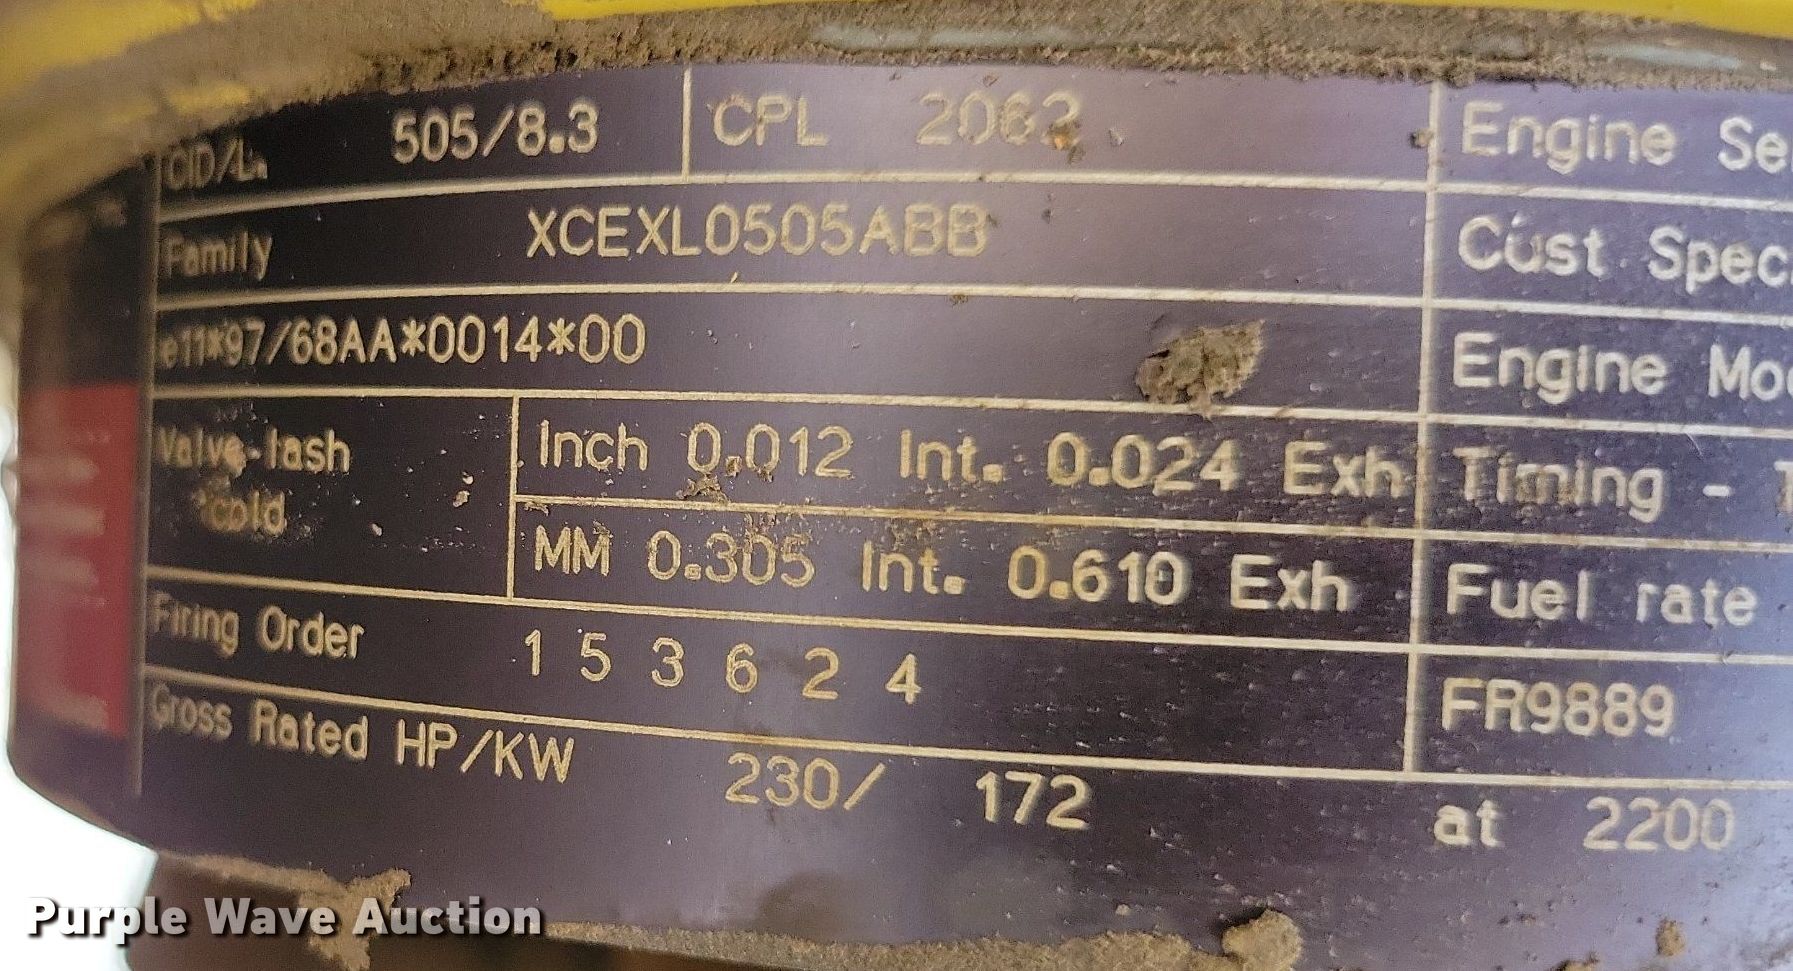 CID/L. 505/8.3 CPL 2062 Engine Se
Family XCEXL0505ABB Cust Spec.
e11*97/68AA*0014*00 Engine Mo
Valve lash cold Inch 0.012 Int. 0.024 Exh Timing -
MM 0.305 Int. 0.610 Exh Fuel rate
Firing Order 1 5 3 6 2 4 FR9889
Gross Rated HP/KW 230/ 172 at 2200
Purple Wave Auction